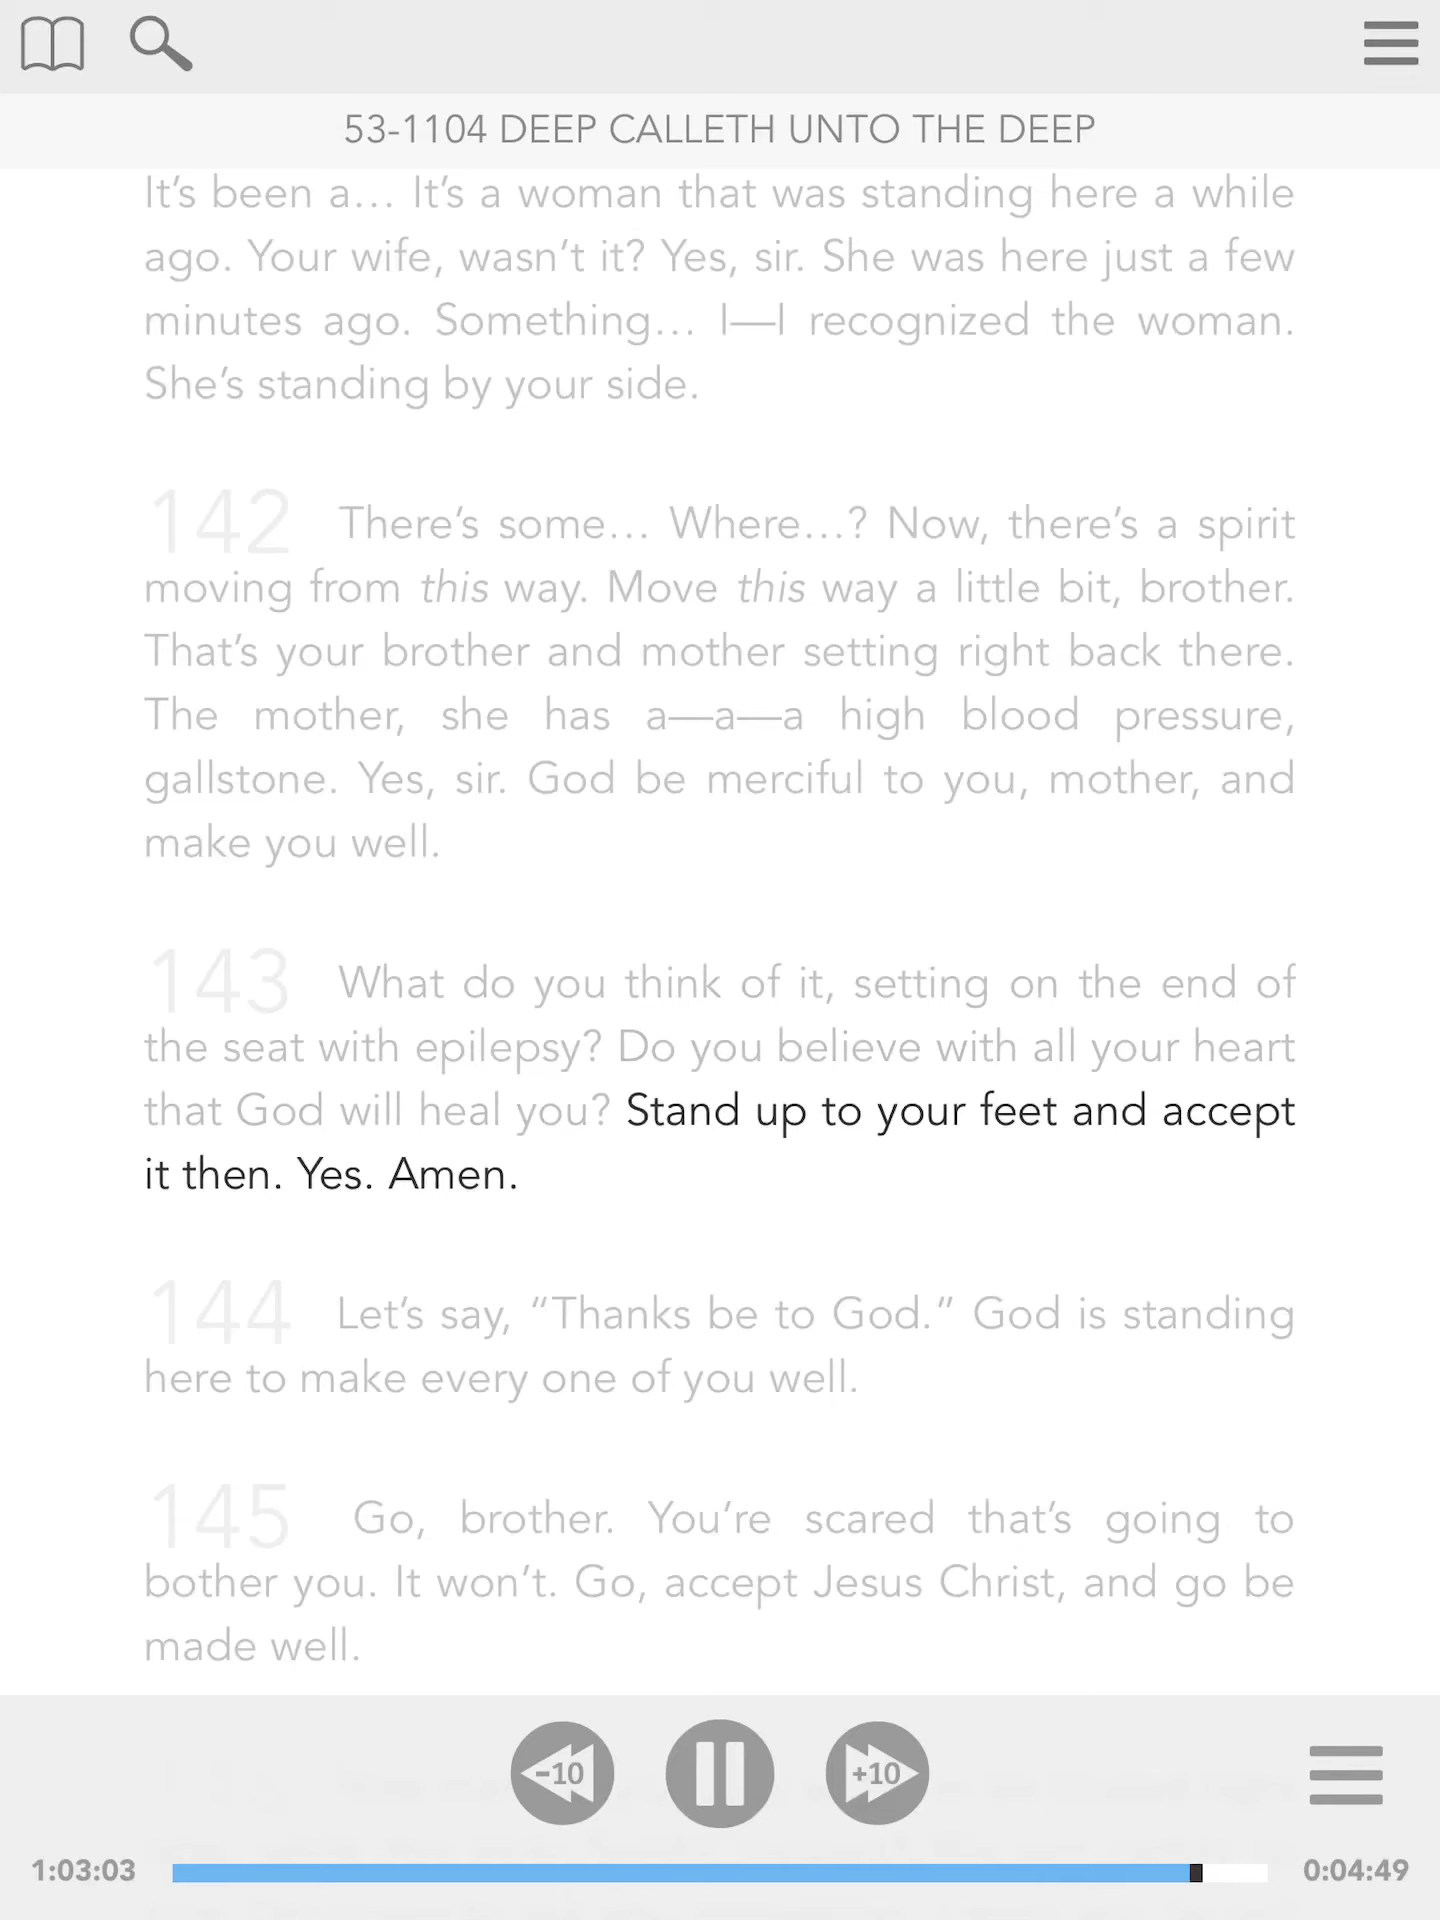 53-1104 DEEP CALLETH UNTO THE DEEP
It’s been a… It’s a woman that was standing here a while
ago. Your wife, wasn’t it? Yes, sir. She was here just a few
minutes ago. Something… I—I recognized the woman.
She’s standing by your side.
142 There’s some… Where…? Now, there’s a spirit
moving from this way. Move this way a little bit, brother.
That’s your brother and mother setting right back there.
The mother, she has a—a—a high blood pressure,
gallstone. Yes, sir. God be merciful to you, mother, and
make you well.
143 What do you think of it, setting on the end of
the seat with epilepsy? Do you believe with all your heart
that God will heal you? Stand up to your feet and accept
it then. Yes. Amen.
144 Let’s say, “Thanks be to God.” God is standing
here to make every one of you well.
145 Go, brother. You’re scared that’s going to
bother you. It won’t. Go, accept Jesus Christ, and go be
made well.
-10 +10
1:03:03 0:04:49